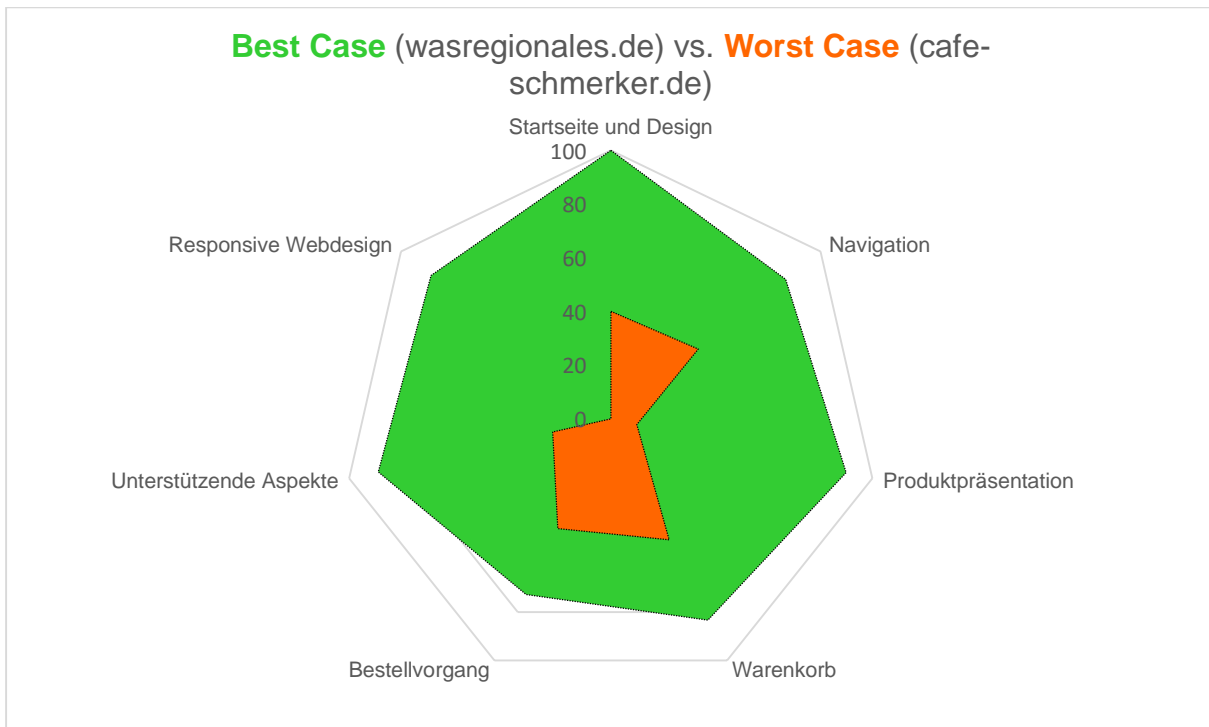 Best Case (wasregionales.de) vs. Worst Case (cafe-
schmerker.de)
Startseite und Design
100
80
60
40
20
0
Navigation
Produktpräsentation
Warenkorb
Bestellvorgang
Unterstützende Aspekte
Responsive Webdesign